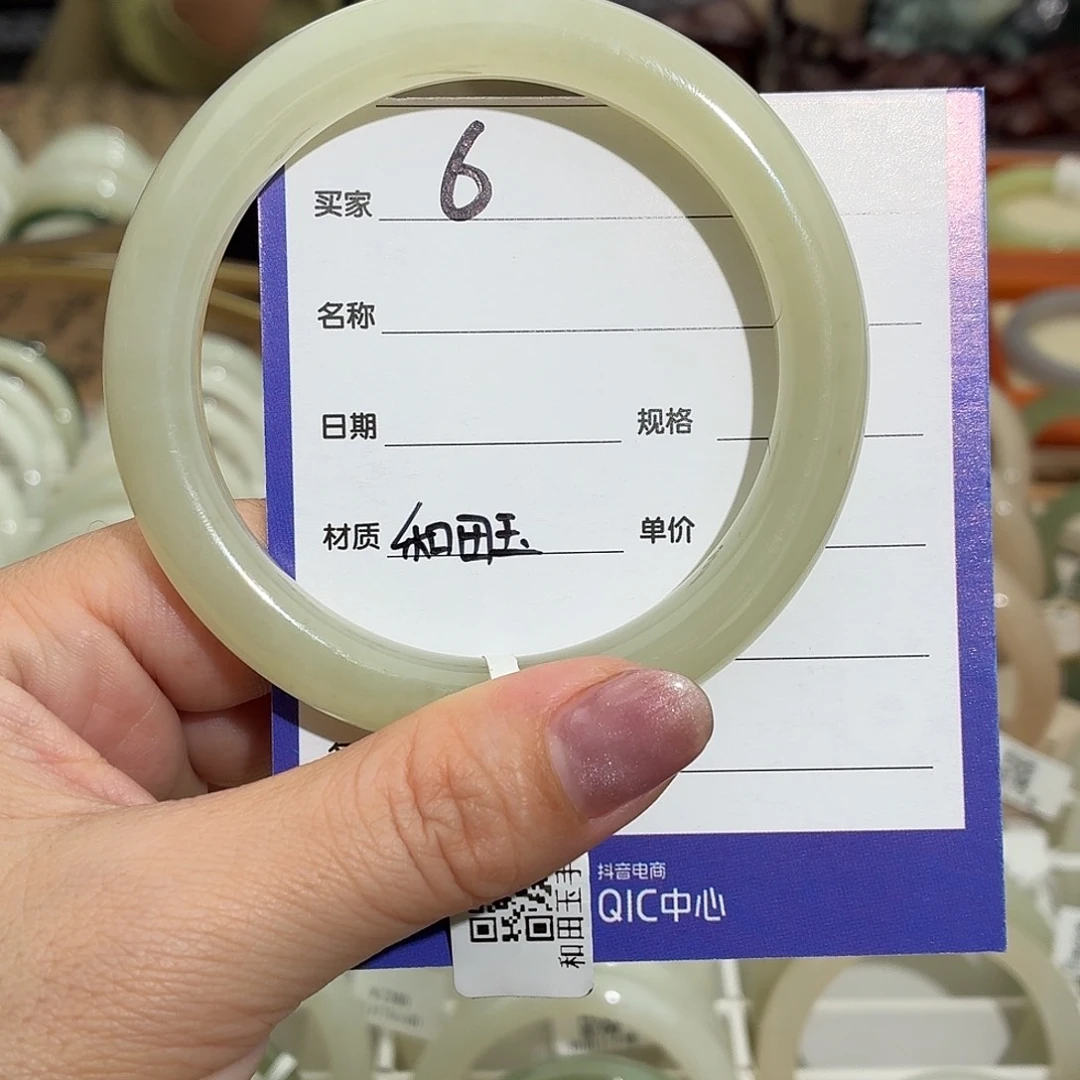 买家 6
名称
日期 规格
材质 和田玉 单价
抖音电商
QIC中心
和田玉手